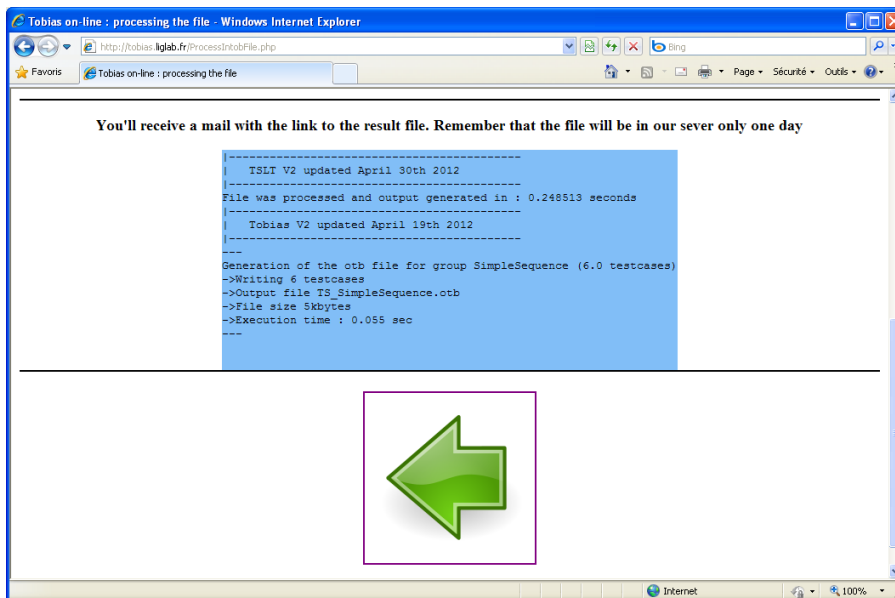 Tobias on-line : processing the file - Windows Internet Explorer
http://tobias.liglab.fr/ProcessIntobFile.php
Bing
Favoris
Tobias on-line : processing the file
Page
Sécurité
Outils
You'll receive a mail with the link to the result file. Remember that the file will be in our sever only one day
|-------------------------------------------
| TSLT V2 updated April 30th 2012
|-------------------------------------------
File was processed and output generated in : 0.248513 seconds
|-------------------------------------------
| Tobias V2 updated April 19th 2012
|-------------------------------------------
---
Generation of the otb file for group SimpleSequence (6.0 testcases)
->Writing 6 testcases
->Output file TS_SimpleSequence.otb
->File size 5kbytes
->Execution time : 0.055 sec
---
Internet
100%